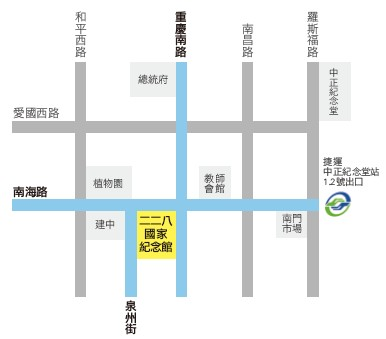 和平西路
重慶南路
南昌路
羅斯福路
總統府
中正紀念堂
愛國西路
捷運
中正紀念堂站
1.2號出口
植物園
教師
會館
南海路
建中
二二八
國家
紀念館
南門
市場
泉州街